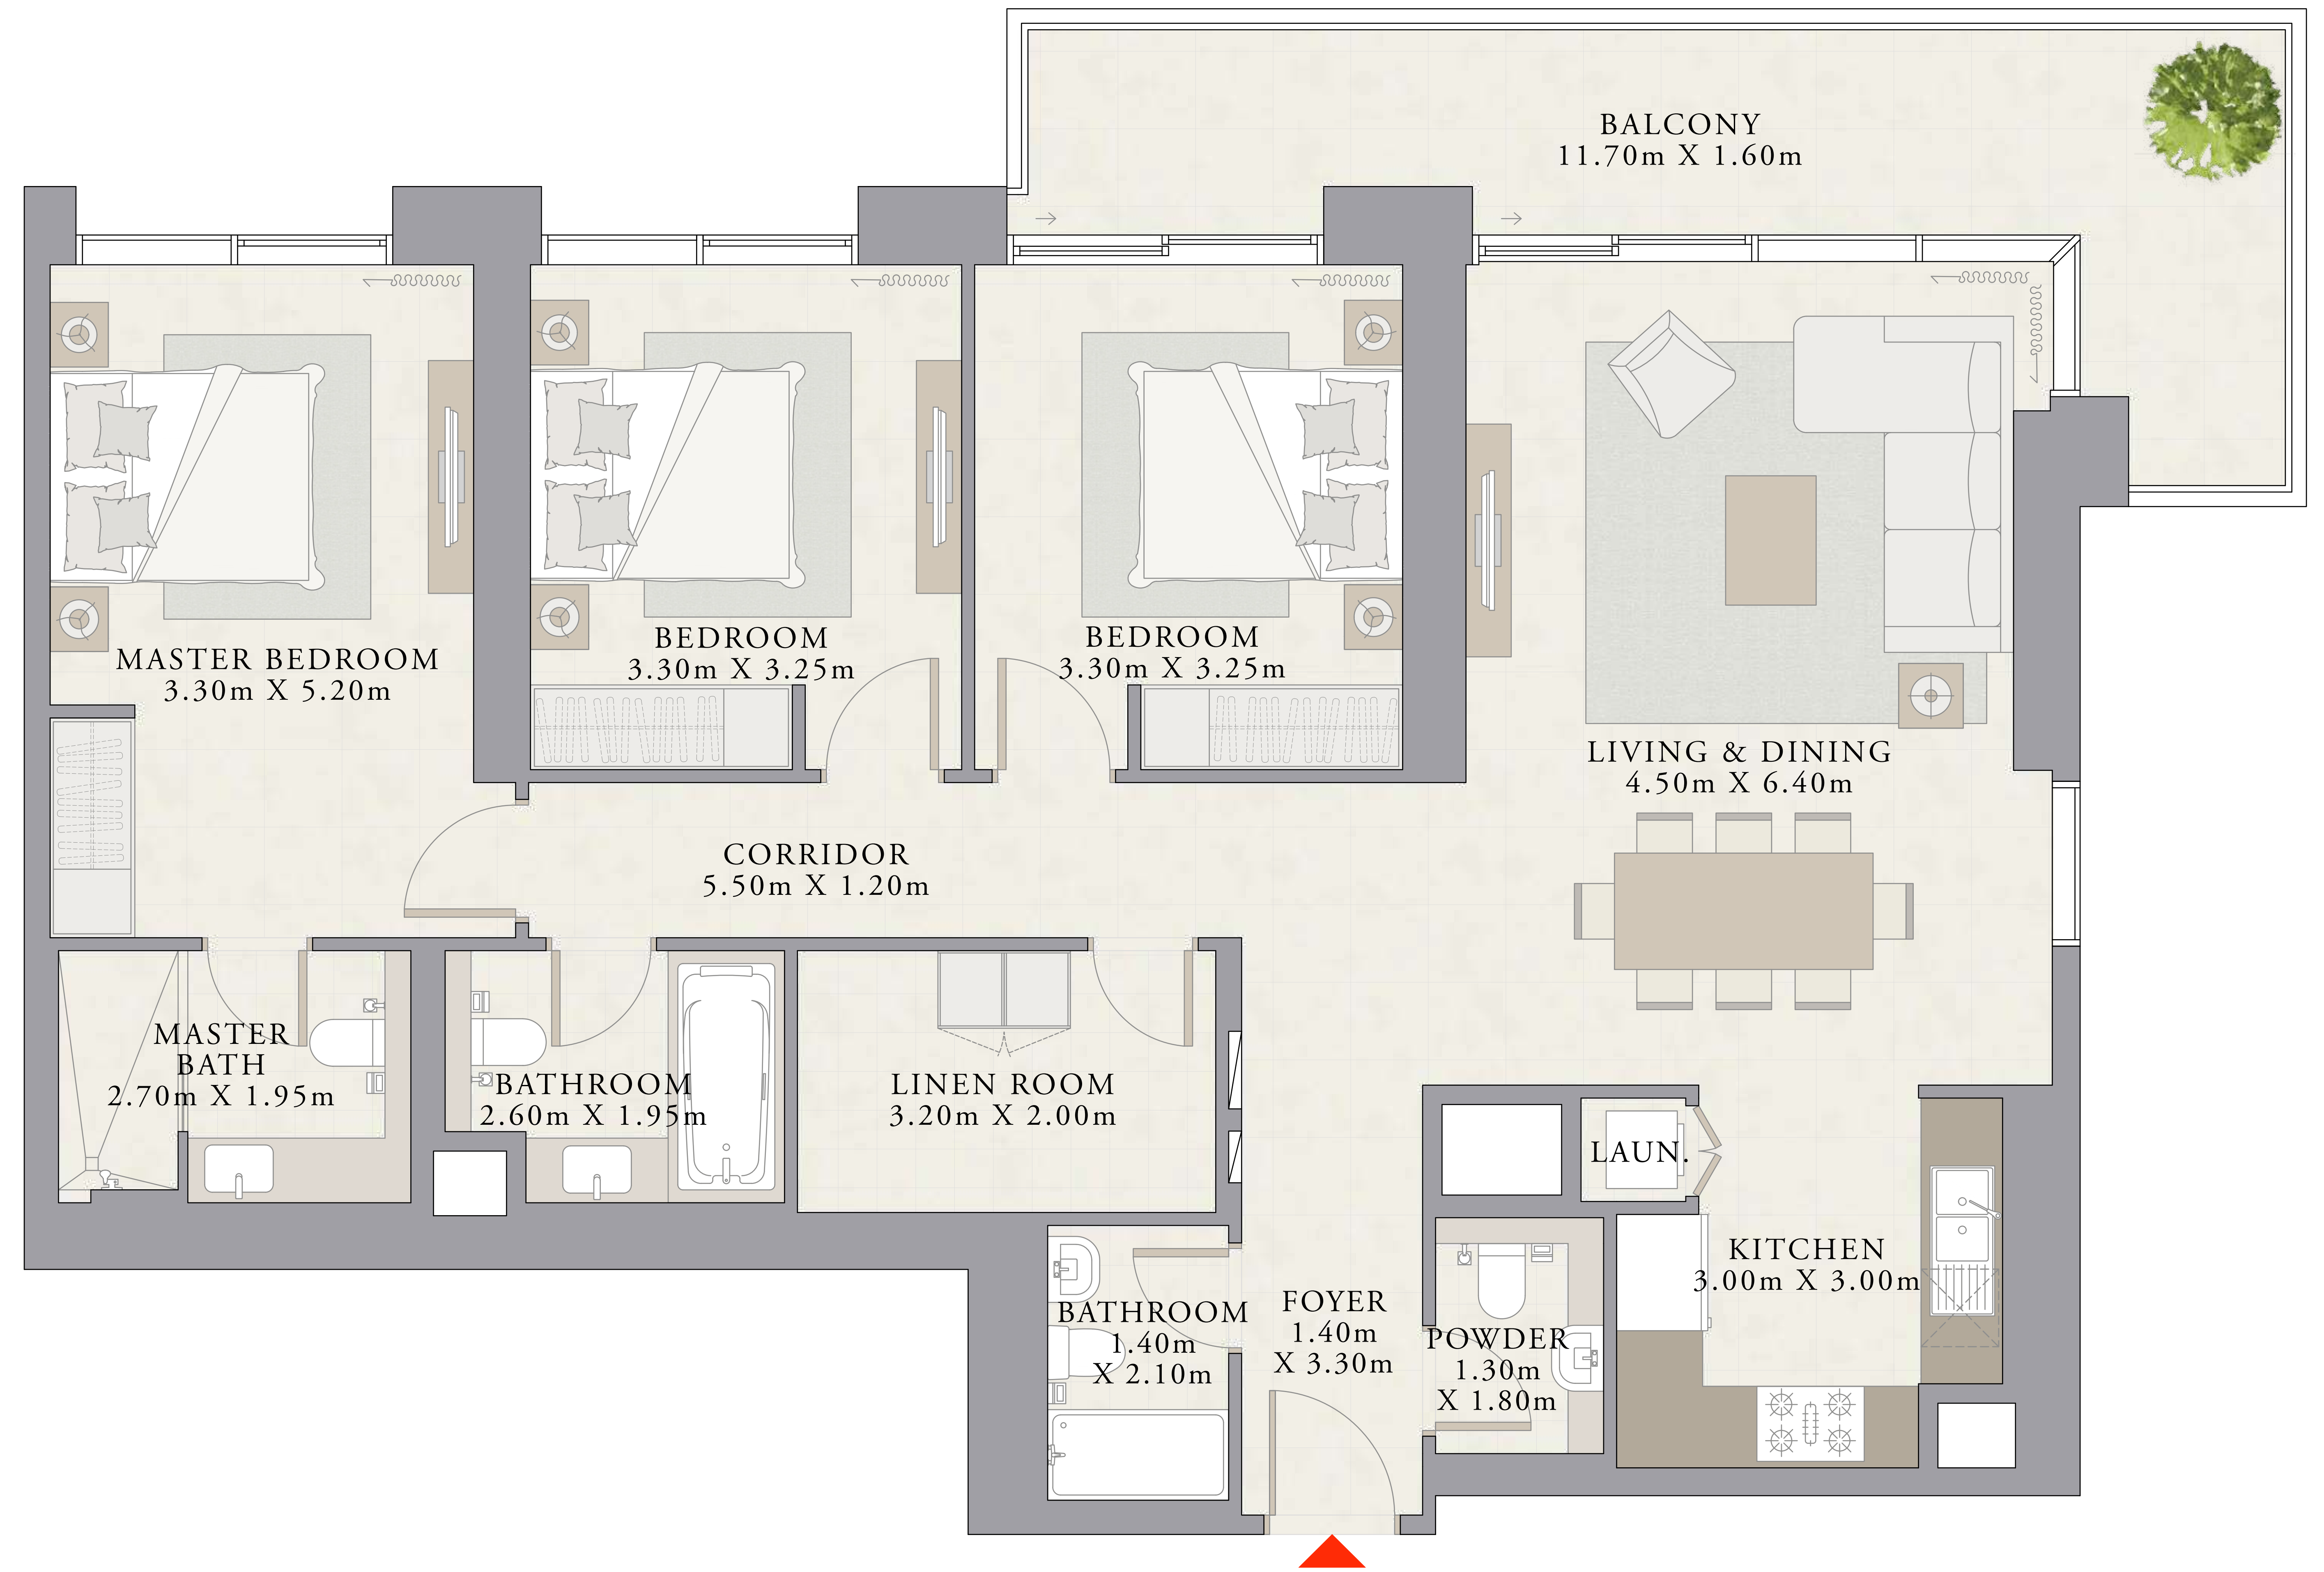 BALCONY
11.70m X 1.60m
MASTER BEDROOM
3.30m X 5.20m
BEDROOM
3.30m X 3.25m
BEDROOM
3.30m X 3.25m
LIVING & DINING
4.50m X 6.40m
CORRIDOR
5.50m X 1.20m
MASTER
BATH
2.70m X 1.95m
BATHROOM
2.60m X 1.95m
LINEN ROOM
3.20m X 2.00m
LAUN.
KITCHEN
3.00m X 3.00m
BATHROOM
1.40m
X 2.10m
FOYER
1.40m
X 3.30m
POWDER
1.30m
X 1.80m